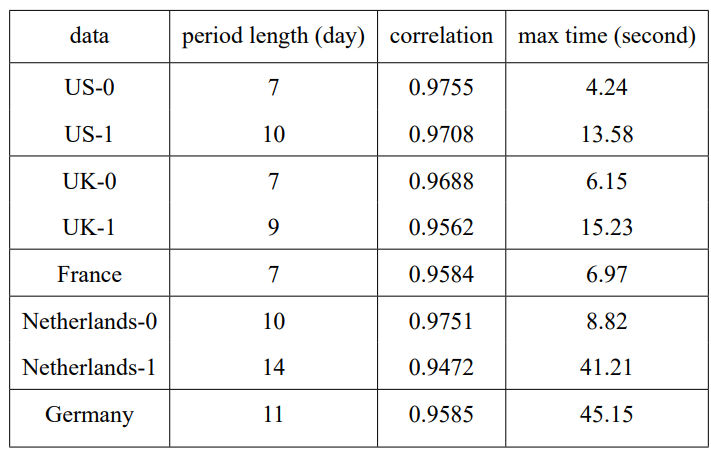 data period length (day) correlation max time (second)
US-0 7 0.9755 4.24
US-1 10 0.9708 13.58
UK-0 7 0.9688 6.15
UK-1 9 0.9562 15.23
France 7 0.9584 6.97
Netherlands-0 10 0.9751 8.82
Netherlands-1 14 0.9472 41.21
Germany 11 0.9585 45.15